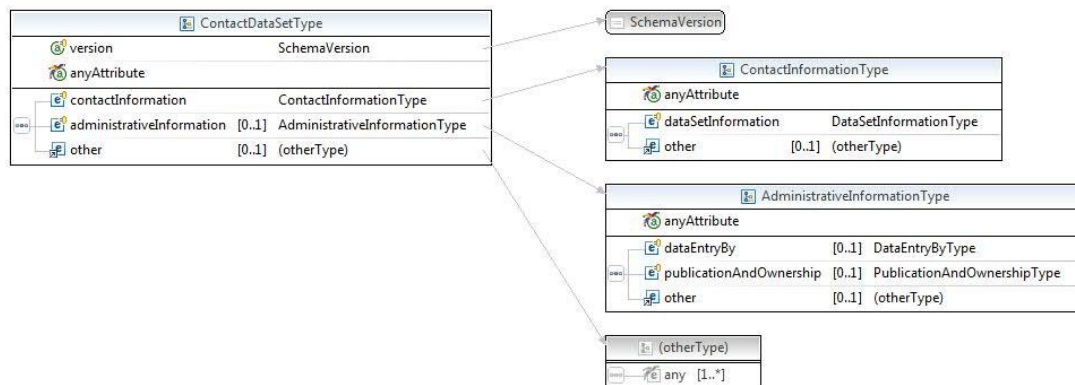 ContactDataSetType
version SchemaVersion
anyAttribute
contactInformation ContactInformationType
administrativeInformation [0..1] AdministrativeInformationType
other [0..1] (otherType)
SchemaVersion
ContactInformationType
anyAttribute
dataSetInformation DataSetInformationType
other [0..1] (otherType)
AdministrativeInformationType
anyAttribute
dataEntryBy [0..1] DataEntryByType
publicationAndOwnership [0..1] PublicationAndOwnershipType
other [0..1] (otherType)
(otherType)
any [1..*]